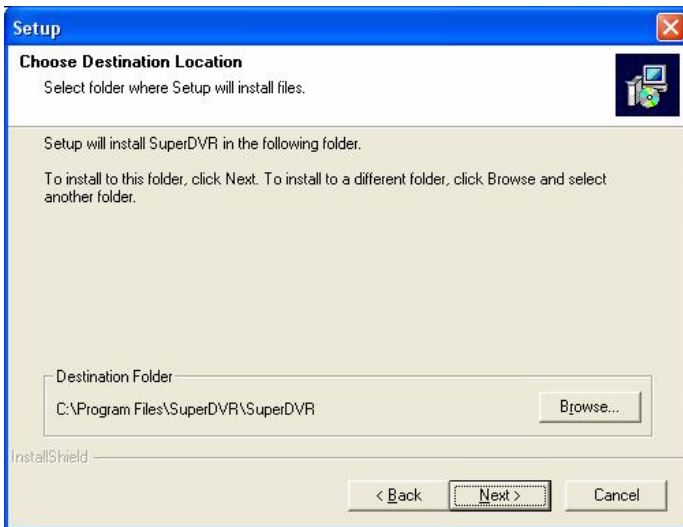 Setup
Choose Destination Location
Select folder where Setup will install files.
Setup will install SuperDVR in the following folder.
To install to this folder, click Next. To install to a different folder, click Browse and select
another folder.
Destination Folder
C:\Program Files\SuperDVR\SuperDVR
Browse...
InstallShield
< Back
Next >
Cancel